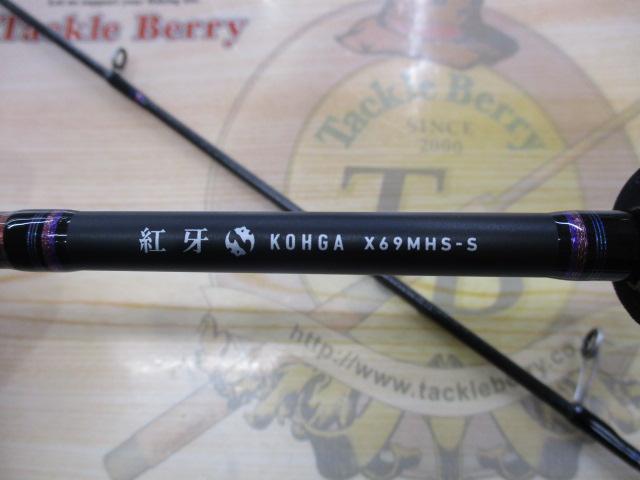 Tackle Berry
Tackle Berry
SINCE
2000
T
B
紅牙 KOHGA X69MHS-S
http://www.tackleberry.co